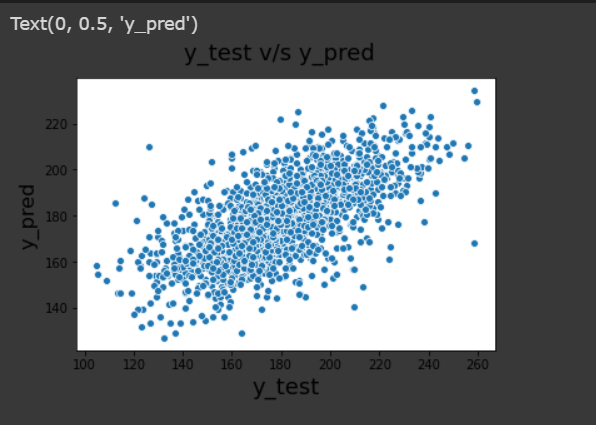 Text(0, 0.5, 'y_pred')
y_test v/s y_pred
220
200
180
160
140
y_pred
100 120 140 160 180 200 220 240 260
y_test